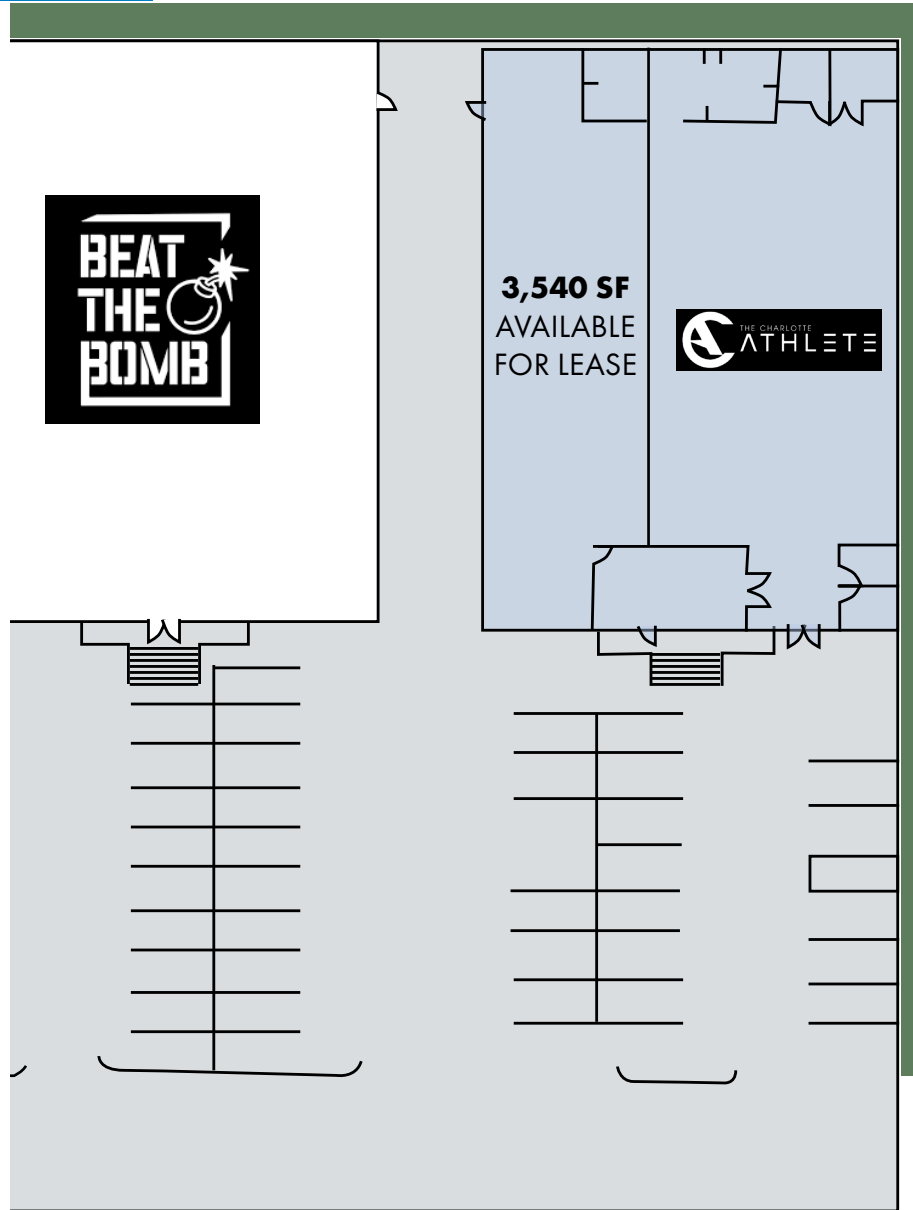 BEAT
THE
BOMB
3,540 SF
AVAILABLE
FOR LEASE
THE CHARLOTTE
ATHLETE